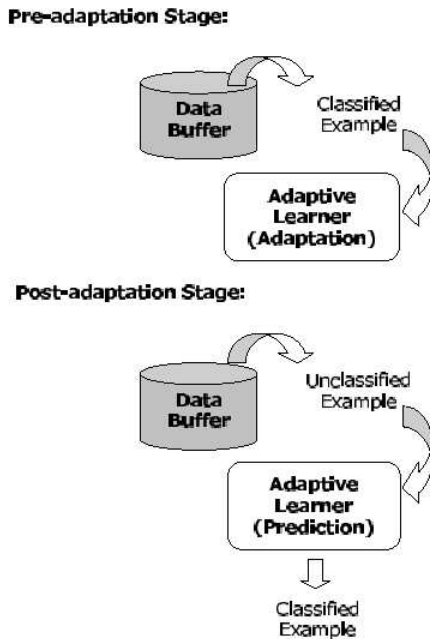 Pre-adaptation Stage:
Data
Buffer
Classified
Example
Adaptive
Learner
(Adaptation)
Post-adaptation Stage:
Data
Buffer
Unclassified
Example
Adaptive
Learner
(Prediction)
Classified
Example